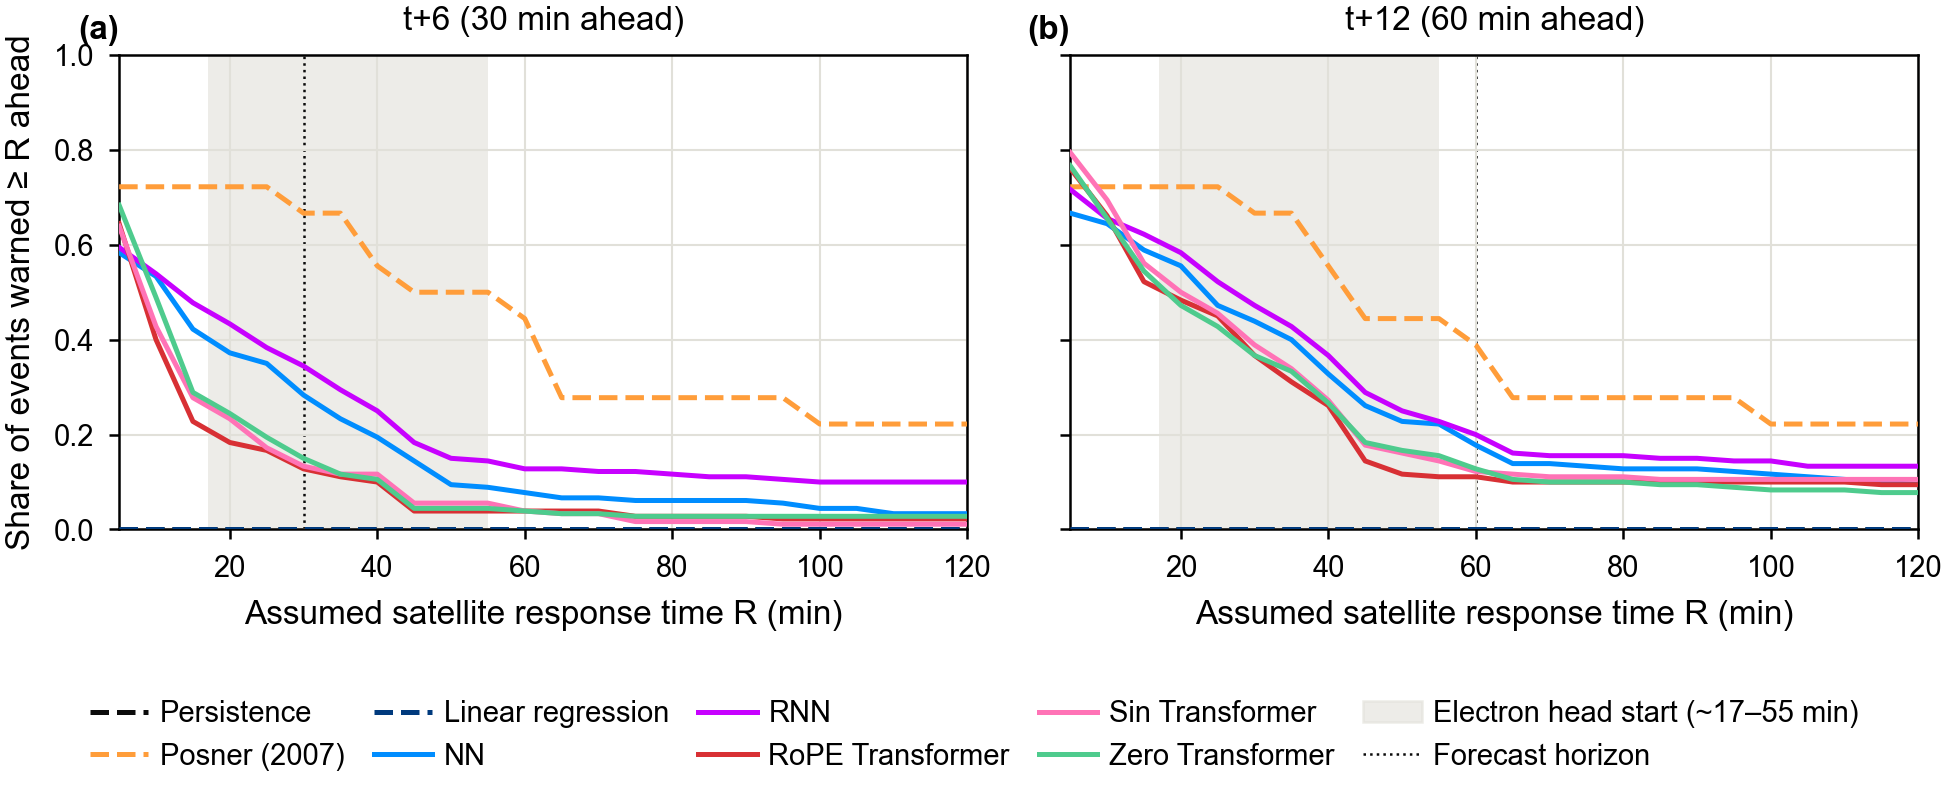 (a)
t+6 (30 min ahead)
(b)
t+12 (60 min ahead)
Share of events warned ≥ R ahead
1.0
0.8
0.6
0.4
0.2
0.0
20
40
60
80
100
120
20
40
60
80
100
120
Assumed satellite response time R (min)
Assumed satellite response time R (min)
Persistence
Linear regression
RNN
Sin Transformer
Electron head start (~17–55 min)
Posner (2007)
NN
RoPE Transformer
Zero Transformer
Forecast horizon